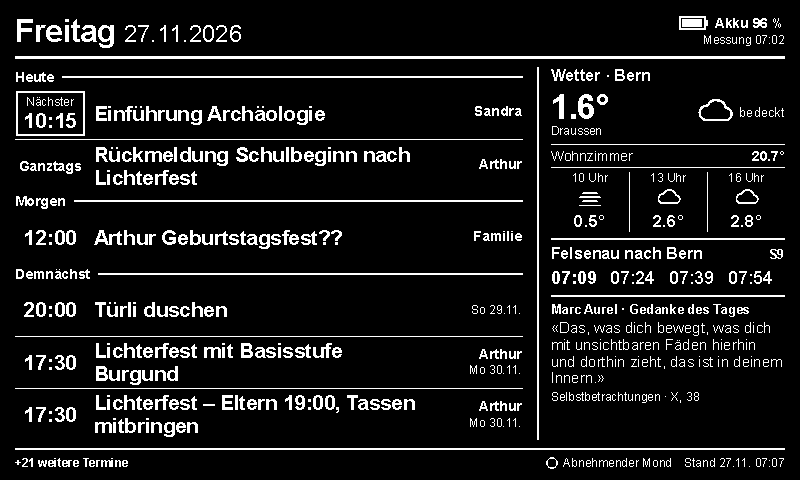 Freitag 27.11.2026
Akku 96 %
Messung 07:02
Heute
Nächster
10:15 Einführung Archäologie Sandra
Ganztags Rückmeldung Schulbeginn nach
Lichterfest Arthur
Morgen
12:00 Arthur Geburtstagsfest?? Familie
Demnächst
20:00 Türli duschen So 29.11.
17:30 Lichterfest mit Basisstufe
Burgund Arthur
Mo 30.11.
17:30 Lichterfest – Eltern 19:00, Tassen
mitbringen Arthur
Mo 30.11.
Wetter · Bern
1.6° bedeckt
Draussen
Wohnzimmer 20.7°
10 Uhr 13 Uhr 16 Uhr
0.5° 2.6° 2.8°
Felsenau nach Bern S9
07:09 07:24 07:39 07:54
Marc Aurel · Gedanke des Tages
«Das, was dich bewegt, was dich
mit unsichtbaren Fäden hierhin
und dorthin zieht, das ist in deinem
Innern.»
Selbstbetrachtungen · X, 38
+21 weitere Termine
Abnehmender Mond Stand 27.11. 07:07